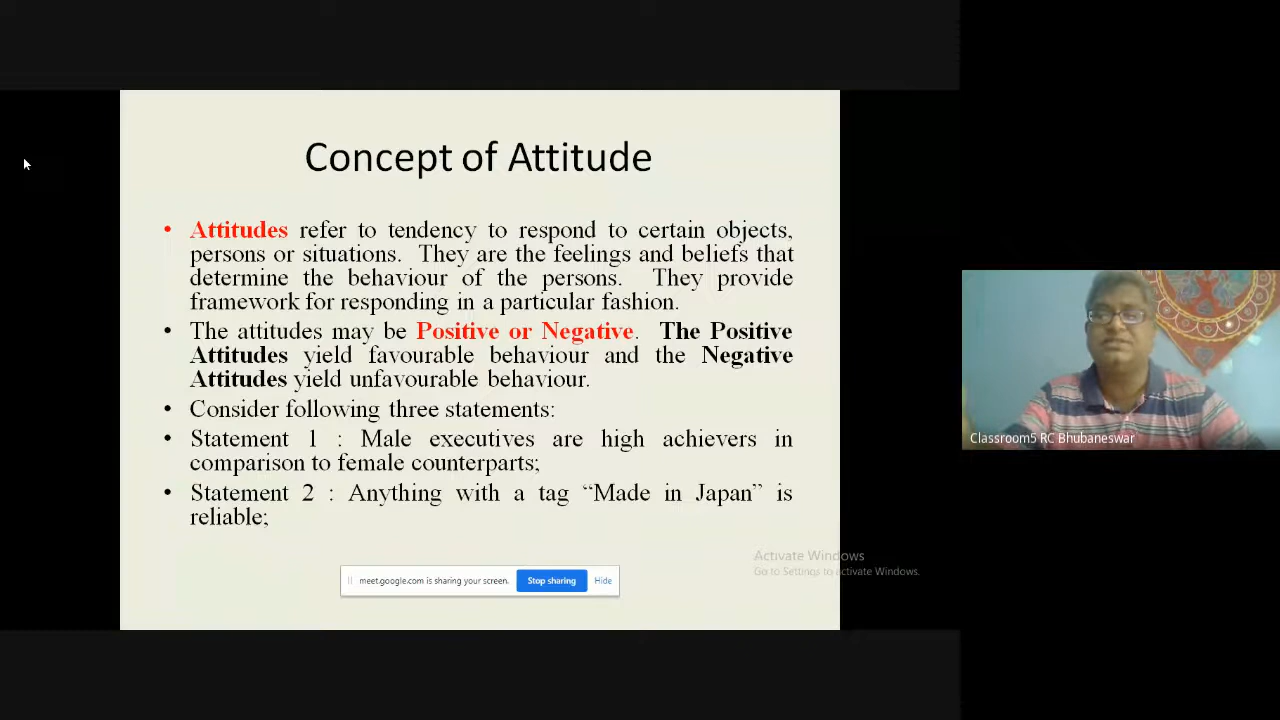 Concept of Attitude
• Attitudes refer to tendency to respond to certain objects,
persons or situations. They are the feelings and beliefs that
determine the behaviour of the persons. They provide
framework for responding in a particular fashion.
• The attitudes may be Positive or Negative. The Positive
Attitudes yield favourable behaviour and the Negative
Attitudes yield unfavourable behaviour.
• Consider following three statements:
• Statement 1 : Male executives are high achievers in
comparison to female counterparts;
• Statement 2 : Anything with a tag “Made in Japan” is
reliable;
Activate Windows
Go to Settings to activate Windows.
meet.google.com is sharing your screen. Stop sharing Hide
Classroom5 RC Bhubaneswar